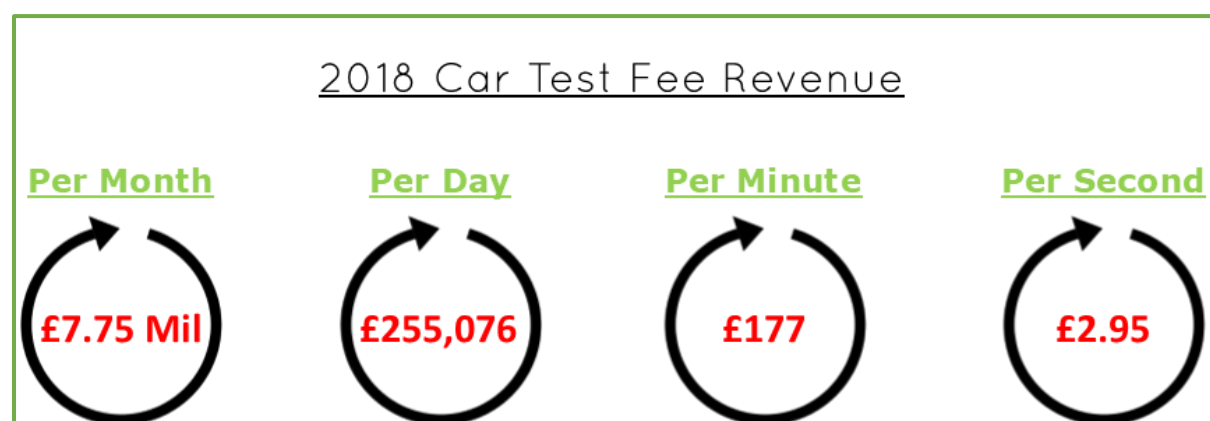 2018 Car Test Fee Revenue
Per Month Per Day Per Minute Per Second
£7.75 Mil £255,076 £177 £2.95